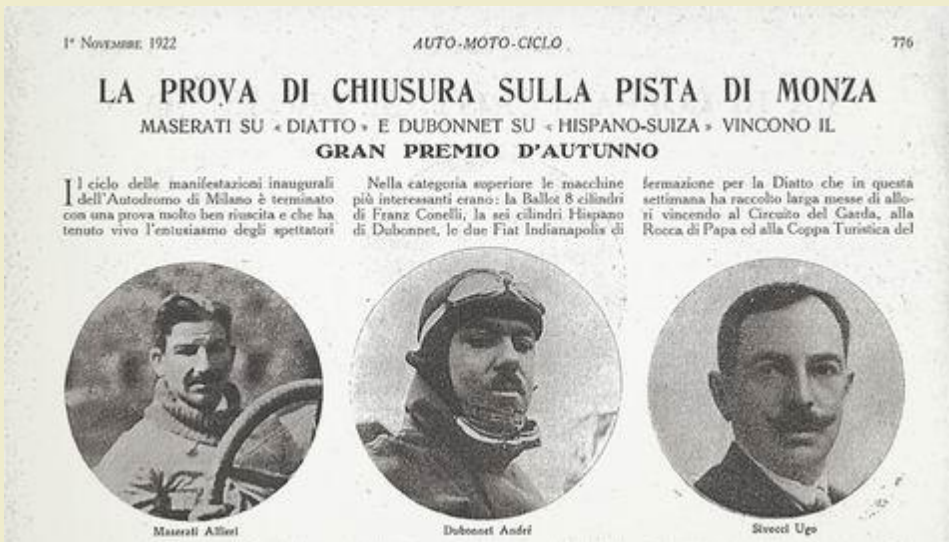 1º NOVEMBRE 1922
AUTO-MOTO-CICLO
776
LA PROVA DI CHIUSURA SULLA PISTA DI MONZA
MASERATI SU «DIATTO» E DUBONNET SU «HISPANO-SUIZA» VINCONO IL
GRAN PREMIO D'AUTUNNO
Il ciclo delle manifestazioni inaugurali
dell'Autodromo di Milano è terminato
con una prova molto ben riuscita e che ha
tenuto vivo l'entusiasmo degli spettatori
Nella categoria superiore le macchine
più interessanti erano: la Ballot 8 cilindri
di Franz Conelli, la sei cilindri Hispano
di Dubonnet, le due Fiat Indianapolis di
fermazione per la Diatto che in questa
settimana ha raccolto larga messe di allo-
ri vincendo al Circuito del Garda, alla
Rocca di Papa ed alla Coppa Turistica del
Maserati Alfieri
Dubonnet André
Sivocci Ugo